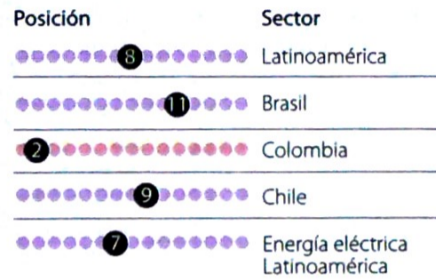 Posición Sector
8 Latinoamérica
11 Brasil
2 Colombia
9 Chile
7 Energía eléctrica
Latinoamérica